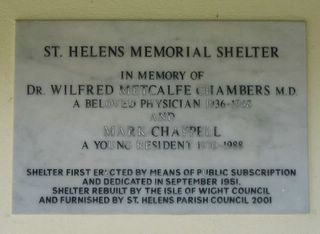 ST. HELENS MEMORIAL SHELTER
IN MEMORY OF
DR. WILFRED METCALFE CHAMBERS M.D.
A BELOVED PHYSICIAN
AND
MARK CHAPPELL
A YOUNG RESIDENT
SHELTER FIRST ERECTED BY MEANS OF PUBLIC SUBSCRIPTION
AND DEDICATED IN SEPTEMBER 1951.
SHELTER REBUILT BY THE ISLE OF WIGHT COUNCIL
AND FURNISHED BY ST. HELENS PARISH COUNCIL 2001